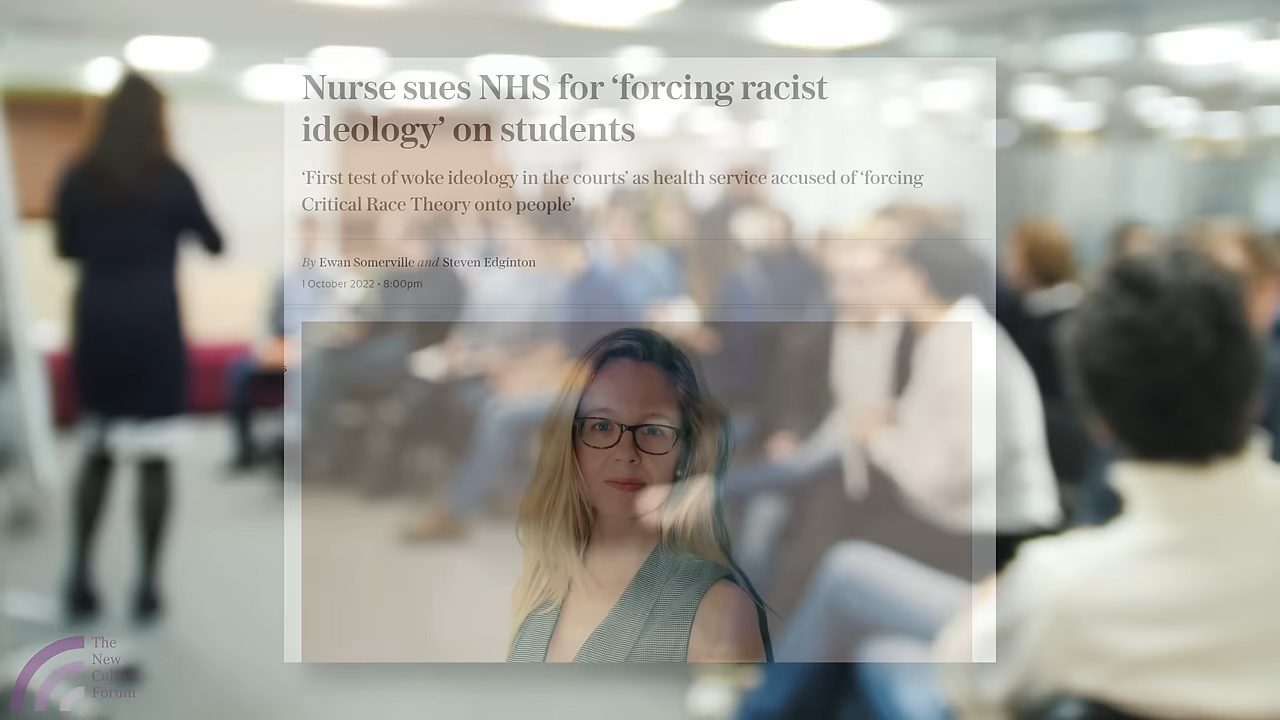 Nurse sues NHS for ‘forcing racist
ideology’ on students
‘First test of woke ideology in the courts’ as health service accused of ‘forcing
Critical Race Theory onto people’
By Ewan Somerville and Steven Edginton
1 October 2022 • 8:00pm
s
The
New
Forum